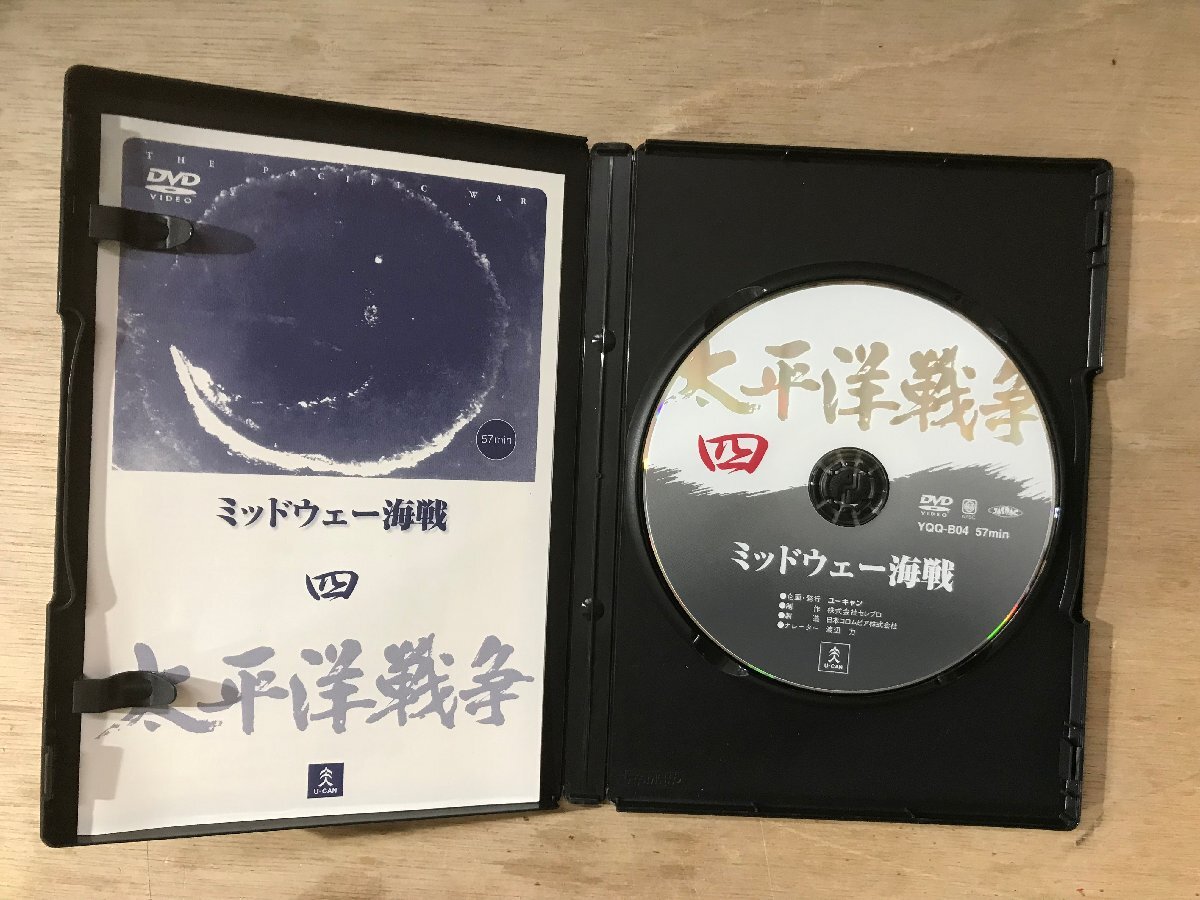 THE PACIFIC WAR
DVD
VIDEO
57min
ミッドウェー海戦
四
太平洋戦争
U-CAN
太平洋戦争
四
DVD
VIDEO
YQQ-B04 57min
ミッドウェー海戦
●企画・発行 ユーキャン
●制 作 株式会社セレブロ
●製 造 日本コロムビア株式会社
●ナレーター 渡辺 力
U-CAN